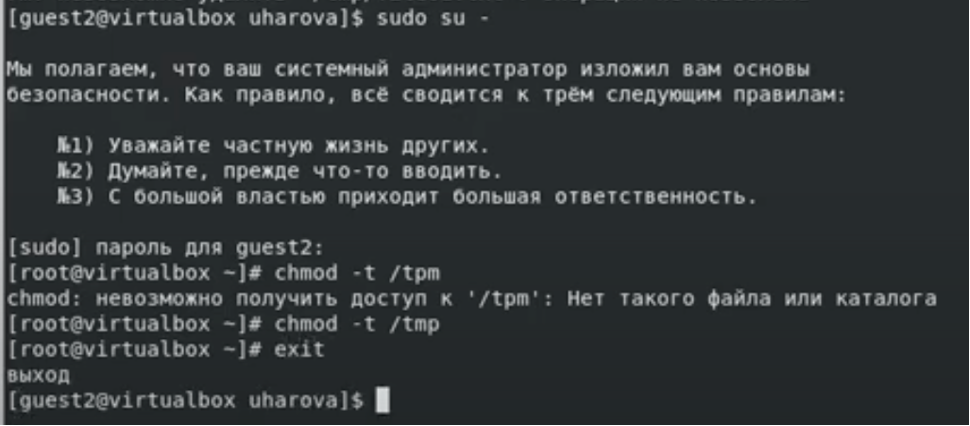 [guest2@virtualbox uharova]$ sudo su -
Мы полагаем, что ваш системный администратор изложил вам основы
безопасности. Как правило, всё сводится к трём следующим правилам:
№1) Уважайте частную жизнь других.
№2) Думайте, прежде что-то вводить.
№3) С большой властью приходит большая ответственность.
[sudo] пароль для guest2:
[root@virtualbox ~]# chmod -t /tpm
chmod: невозможно получить доступ к '/tpm': Нет такого файла или каталога
[root@virtualbox ~]# chmod -t /tmp
[root@virtualbox ~]# exit
выход
[guest2@virtualbox uharova]$